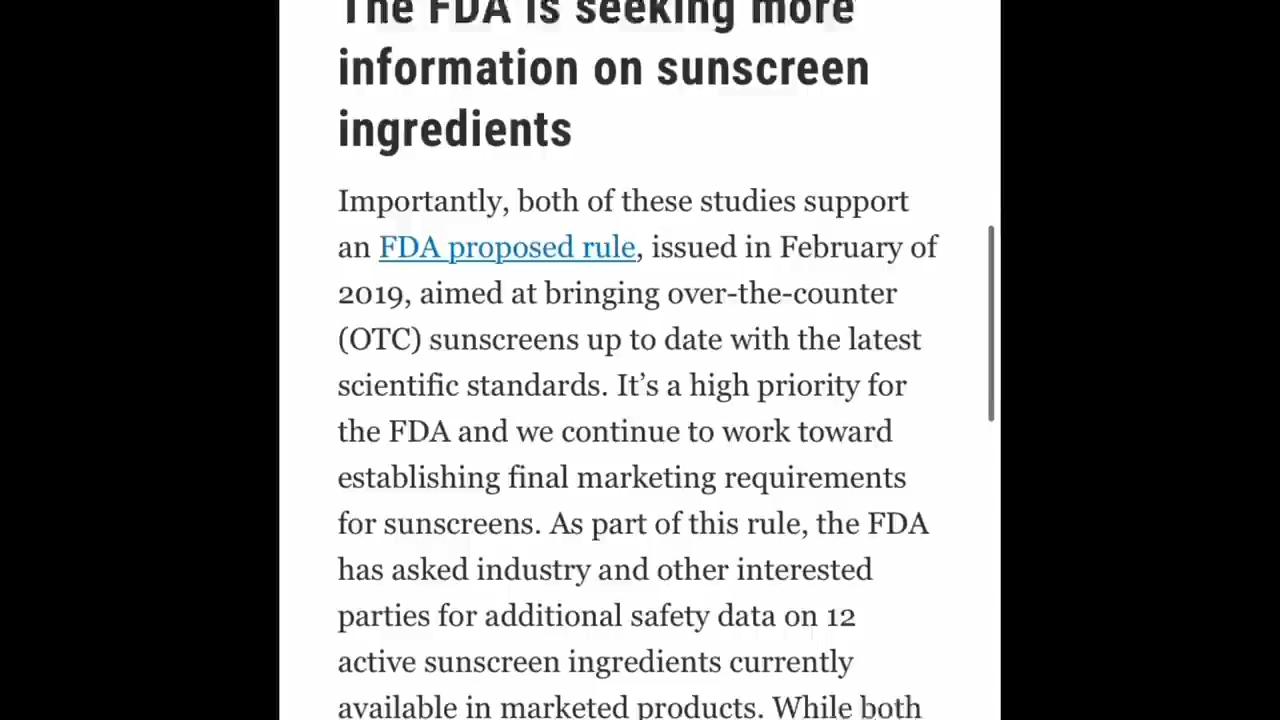 The FDA is seeking more
information on sunscreen
ingredients
Importantly, both of these studies support
an FDA proposed rule, issued in February of
2019, aimed at bringing over-the-counter
(OTC) sunscreens up to date with the latest
scientific standards. It’s a high priority for
the FDA and we continue to work toward
establishing final marketing requirements
for sunscreens. As part of this rule, the FDA
has asked industry and other interested
parties for additional safety data on 12
active sunscreen ingredients currently
available in marketed products. While both